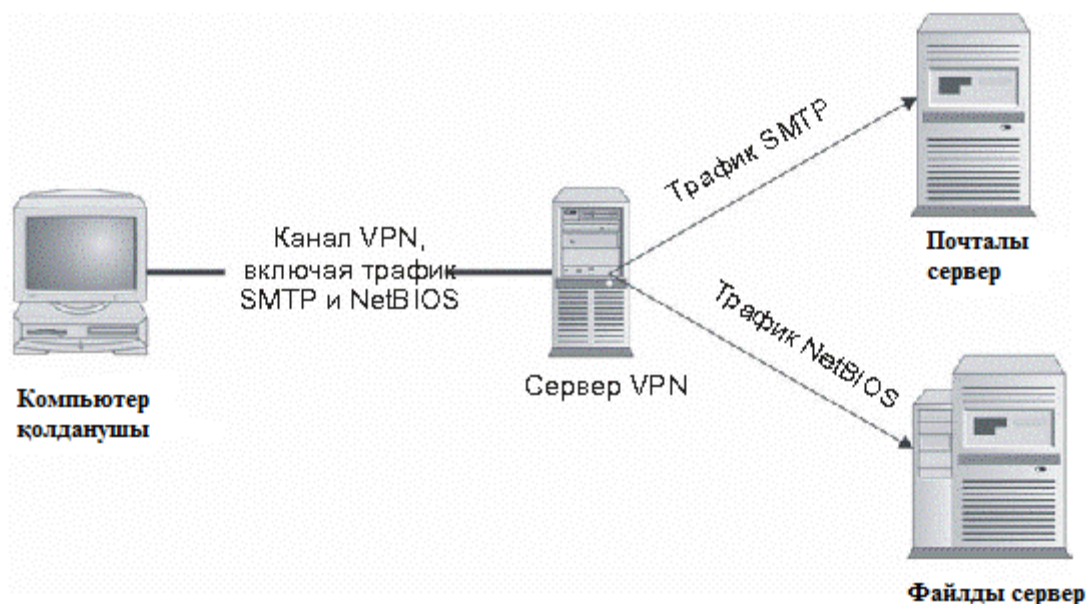 Компьютер
қолданушы
Канал VPN,
включая трафик
SMTP и NetBIOS
Сервер VPN
Трафик SMTP
Трафик NetBIOS
Почталы
сервер
Файлды сервер